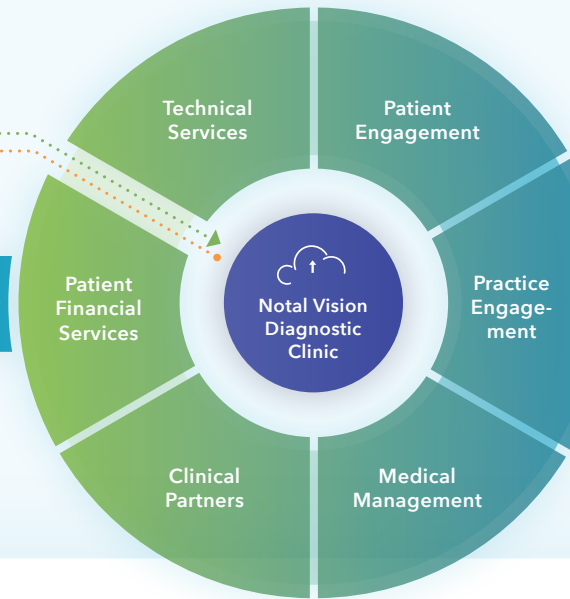 Technical
Services
Patient
Engagement
Patient
Financial
Services
Notal Vision
Diagnostic
Clinic
Practice
Engage-
ment
Clinical
Partners
Medical
Management